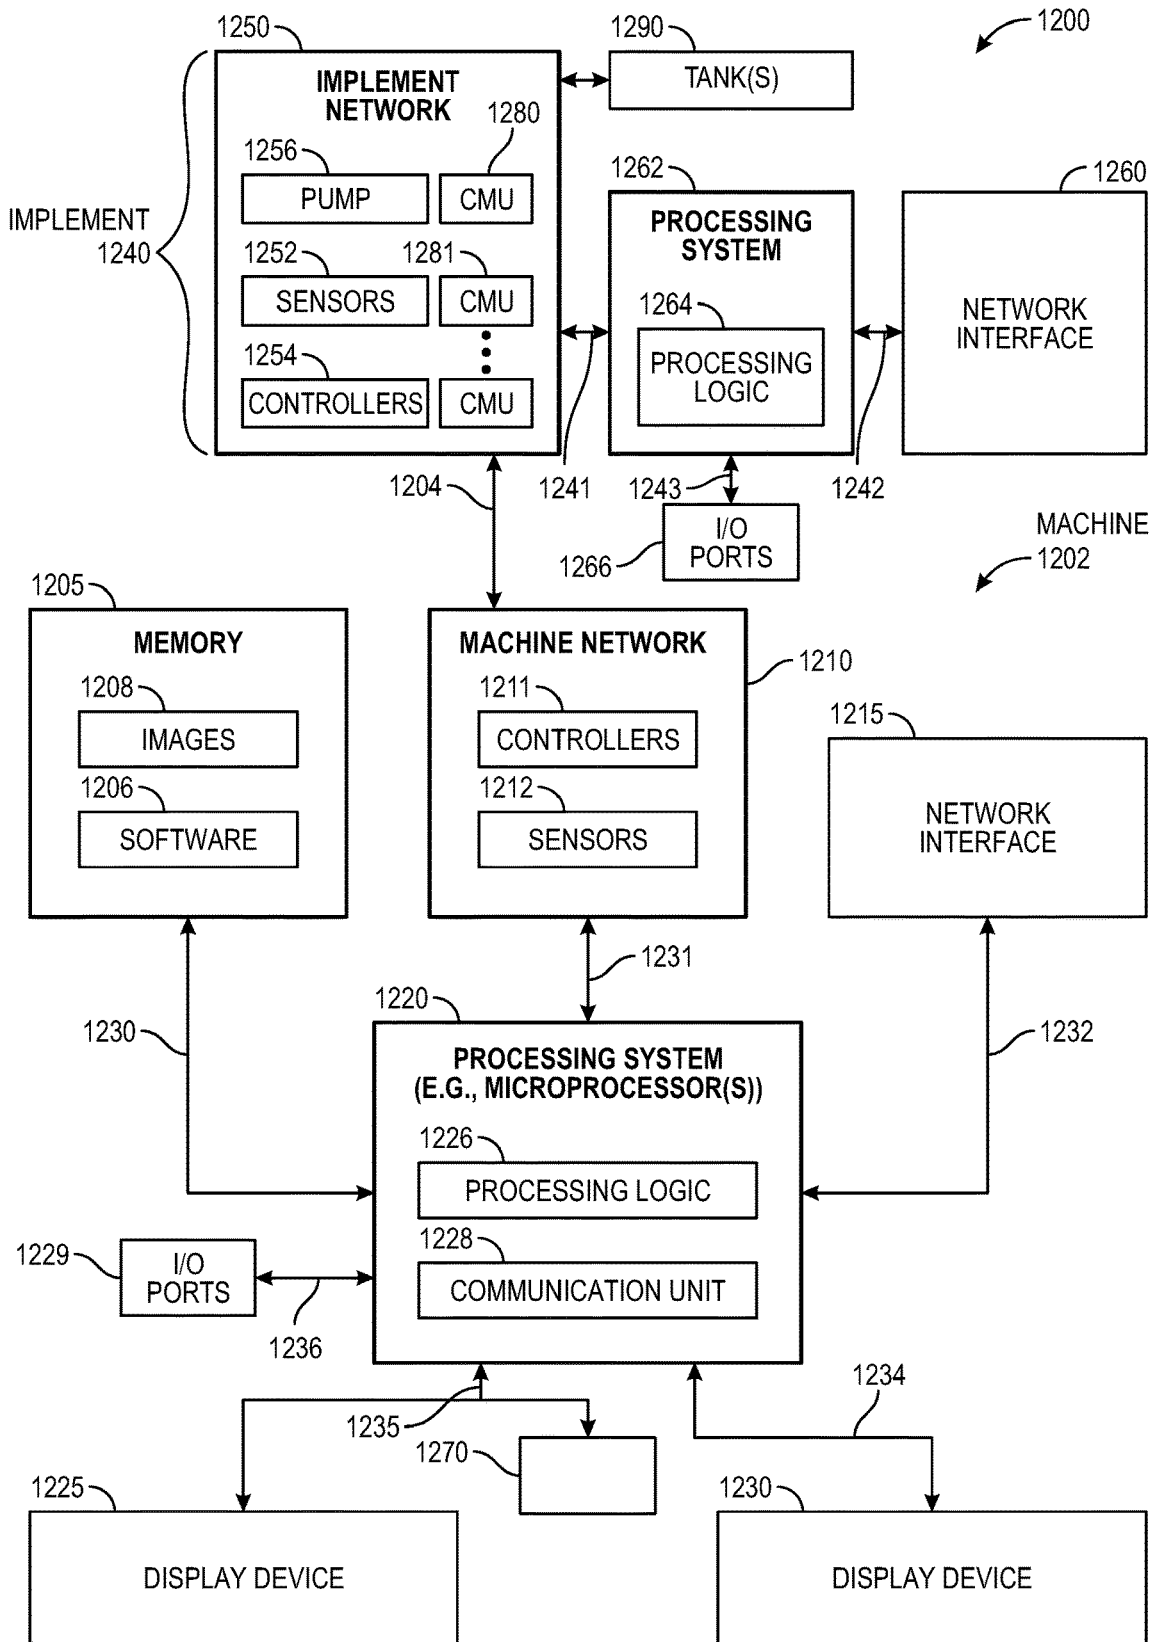 1250
1290
1200
IMPLEMENT
NETWORK
TANK(S)
1280
1256
1262
1260
PUMP
CMU
IMPLEMENT
1240
PROCESSING
SYSTEM
1252
1281
SENSORS
CMU
1264
NETWORK
INTERFACE
1254
PROCESSING
LOGIC
CONTROLLERS
CMU
1204
1241
1243
1242
I/O
PORTS
1266
MACHINE
1202
1205
MEMORY
MACHINE NETWORK
1210
1208
1211
1215
IMAGES
CONTROLLERS
1206
1212
SOFTWARE
SENSORS
NETWORK
INTERFACE
1231
1220
1230
1232
PROCESSING SYSTEM
(E.G., MICROPROCESSOR(S))
1226
PROCESSING LOGIC
1229
I/O
PORTS
1228
COMMUNICATION UNIT
1236
1235
1234
1270
1225
1230
DISPLAY DEVICE
DISPLAY DEVICE